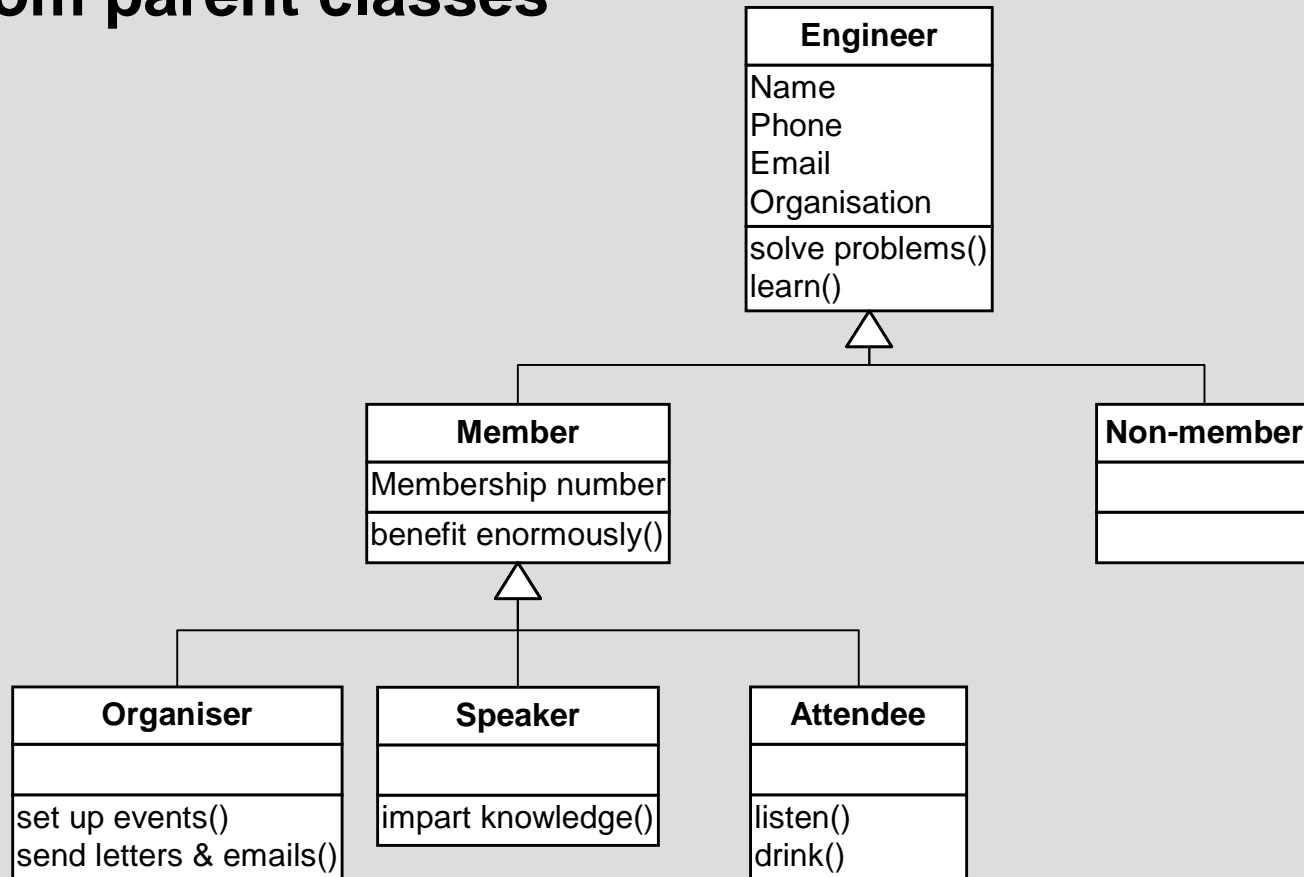 parent classes
Engineer
Name
Phone
Email
Organisation
solve problems()
learn()
Member
Membership number
benefit enormously()
Non-member
Organiser
set up events()
send letters & emails()
Speaker
impart knowledge()
Attendee
listen()
drink()